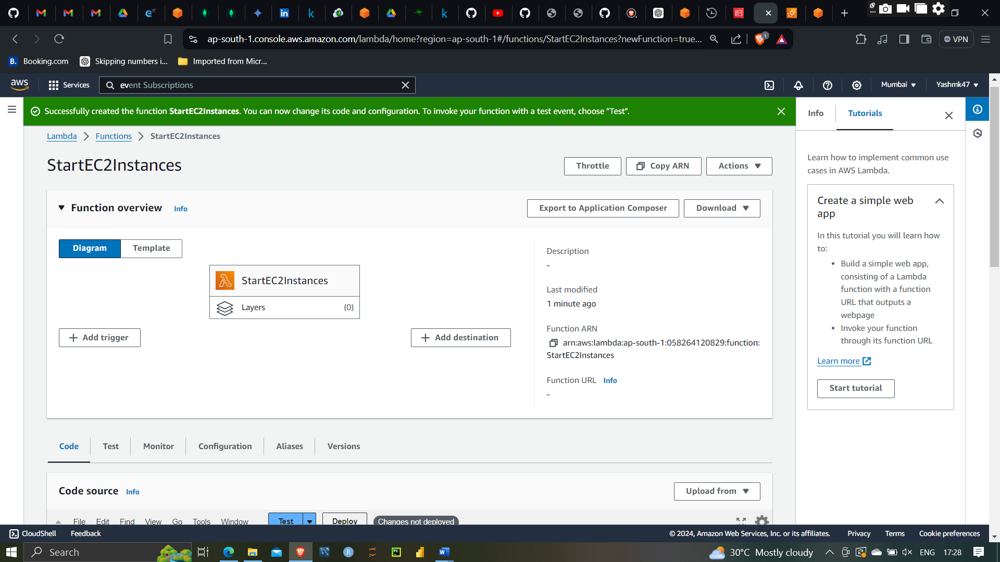 ap-south-1.console.aws.amazon.com/lambda/home?region=ap-south-1#/functions/StartEC2Instances?newFunction=true...
1
VPN
B. Booking.com
Skipping numbers i...
Imported from Micr...
aws
Services
event Subscriptions
Mumbai
Yashmk47
Successfully created the function StartEC2Instances. You can now change its code and configuration. To invoke your function with a test event, choose "Test".
Info
Tutorials
Lambda
Functions
StartEC2Instances
StartEC2Instances
Throttle
Copy ARN
Actions
Function overview
Info
Export to Application Composer
Download
Diagram
Template
StartEC2Instances
Layers
(0)
Add trigger
Add destination
Description
-
Last modified
1 minute ago
Function ARN
arn:aws:lambda:ap-south-1:058264120829:function:
StartEC2Instances
Function URL
Info
-
Learn how to implement common use
cases in AWS Lambda.
Create a simple web
app
In this tutorial you will learn how
to:
• Build a simple web app,
consisting of a Lambda
function with a function
URL that outputs a
webpage
• Invoke your function
through its function URL
Learn more
Start tutorial
Code
Test
Monitor
Configuration
Aliases
Versions
Code source
Info
Upload from
File
Edit
Find
View
Go
Tools
Window
Test
Deploy
Changes not deployed
CloudShell
Feedback
© 2024, Amazon Web Services, Inc. or its affiliates.
Privacy
Terms
Cookie preferences
Search
30°C
Mostly cloudy
ENG
17:28